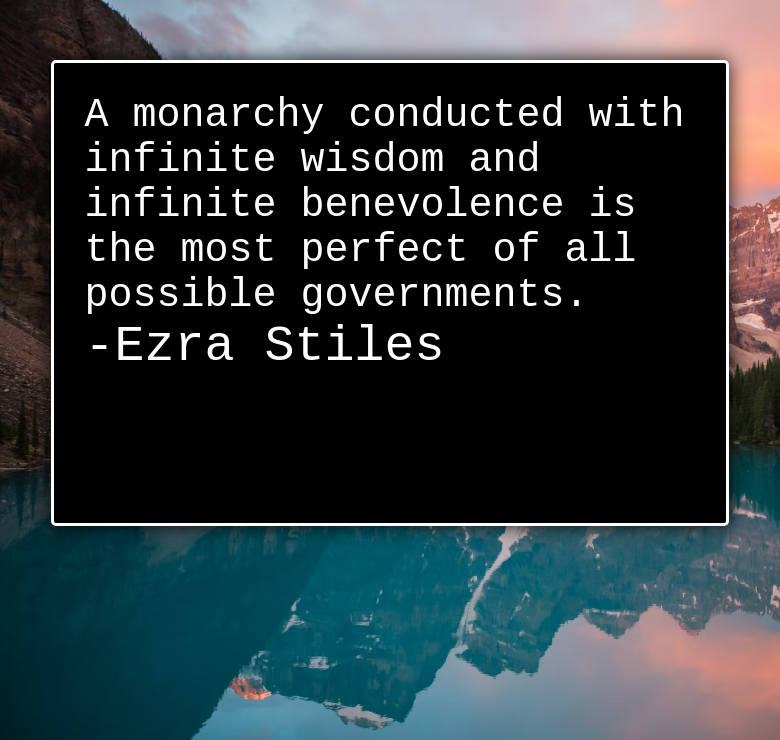 A monarchy conducted with
infinite wisdom and
infinite benevolence is
the most perfect of all
possible governments.
-Ezra Stiles